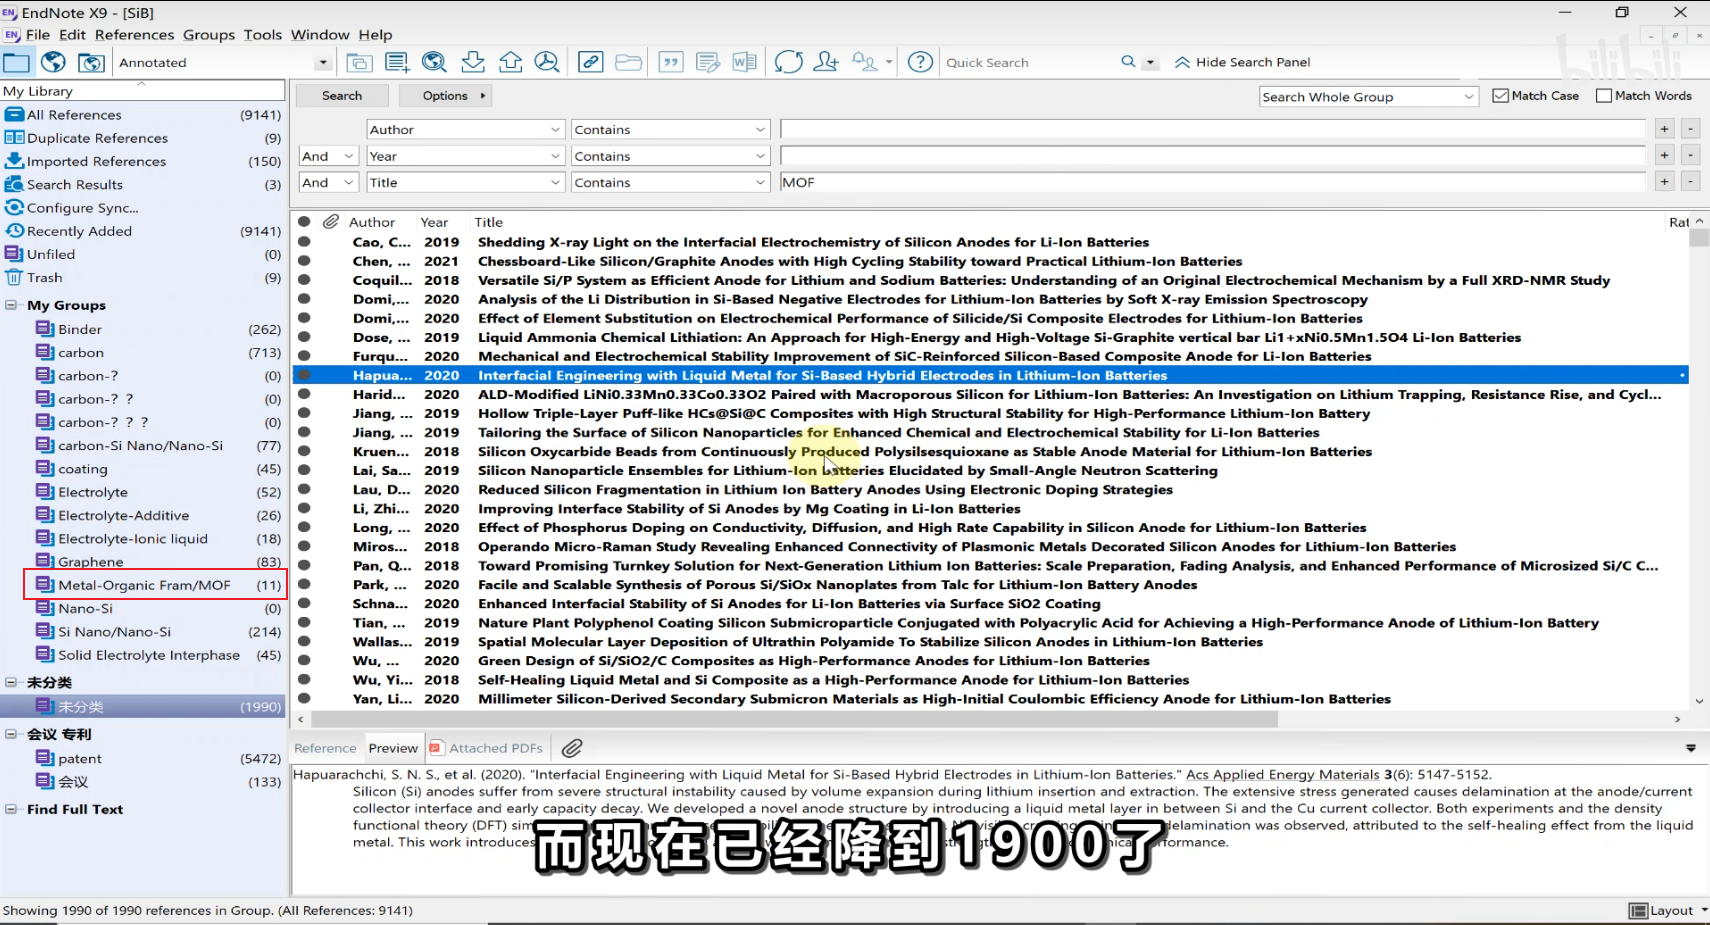 EN EndNote X9 - [SiB]
EN File Edit References Groups Tools Window Help
Annotated Quick Search Hide Search Panel
bilibili
My Library
All References (9141)
Duplicate References (9)
Imported References (150)
Search Results (3)
Configure Sync...
Recently Added (9141)
Unfiled (0)
Trash (9)
My Groups
Binder (262)
carbon (713)
carbon-? (0)
carbon-? ? (0)
carbon-? ? ? (0)
carbon-Si Nano/Nano-Si (77)
coating (45)
Electrolyte (52)
Electrolyte-Additive (26)
Electrolyte-Ionic liquid (18)
Graphene (83)
Metal-Organic Fram/MOF (11)
Nano-Si (0)
Si Nano/Nano-Si (214)
Solid Electrolyte Interphase (45)
未分类
未分类 (1990)
会议 专利
patent (5472)
会议 (133)
Find Full Text
Search Options Search Whole Group Match Case Match Words
Author Contains + -
And Year Contains + -
And Title Contains MOF + -
Author Year Title Rat
Cao, C... 2019 Shedding X-ray Light on the Interfacial Electrochemistry of Silicon Anodes for Li-Ion Batteries
Chen, ... 2021 Chessboard-Like Silicon/Graphite Anodes with High Cycling Stability toward Practical Lithium-Ion Batteries
Coquil... 2018 Versatile Si/P System as Efficient Anode for Lithium and Sodium Batteries: Understanding of an Original Electrochemical Mechanism by a Full XRD-NMR Study
Domi,... 2020 Analysis of the Li Distribution in Si-Based Negative Electrodes for Lithium-Ion Batteries by Soft X-ray Emission Spectroscopy
Domi,... 2020 Effect of Element Substitution on Electrochemical Performance of Silicide/Si Composite Electrodes for Lithium-Ion Batteries
Dose, ... 2019 Liquid Ammonia Chemical Lithiation: An Approach for High-Energy and High-Voltage Si-Graphite vertical bar Li1+xNi0.5Mn1.5O4 Li-Ion Batteries
Furqu... 2020 Mechanical and Electrochemical Stability Improvement of SiC-Reinforced Silicon-Based Composite Anode for Li-Ion Batteries
Hapua... 2020 Interfacial Engineering with Liquid Metal for Si-Based Hybrid Electrodes in Lithium-Ion Batteries
Harid... 2020 ALD-Modified LiNi0.33Mn0.33Co0.33O2 Paired with Macroporous Silicon for Lithium-Ion Batteries: An Investigation on Lithium Trapping, Resistance Rise, and Cycl...
Jiang, ... 2019 Hollow Triple-Layer Puff-like HCs@Si@C Composites with High Structural Stability for High-Performance Lithium-Ion Battery
Jiang, ... 2019 Tailoring the Surface of Silicon Nanoparticles for Enhanced Chemical and Electrochemical Stability for Li-Ion Batteries
Kruen... 2018 Silicon Oxycarbide Beads from Continuously Produced Polysilsesquioxane as Stable Anode Material for Lithium-Ion Batteries
Lai, Sa... 2019 Silicon Nanoparticle Ensembles for Lithium-Ion Batteries Elucidated by Small-Angle Neutron Scattering
Lau, D... 2020 Reduced Silicon Fragmentation in Lithium Ion Battery Anodes Using Electronic Doping Strategies
Li, Zhi... 2020 Improving Interface Stability of Si Anodes by Mg Coating in Li-Ion Batteries
Long, ... 2020 Effect of Phosphorus Doping on Conductivity, Diffusion, and High Rate Capability in Silicon Anode for Lithium-Ion Batteries
Miros... 2018 Operando Micro-Raman Study Revealing Enhanced Connectivity of Plasmonic Metals Decorated Silicon Anodes for Lithium-Ion Batteries
Pan, Q... 2018 Toward Promising Turnkey Solution for Next-Generation Lithium Ion Batteries: Scale Preparation, Fading Analysis, and Enhanced Performance of Microsized Si/C C...
Park, ... 2020 Facile and Scalable Synthesis of Porous Si/SiOx Nanoplates from Talc for Lithium-Ion Battery Anodes
Schna... 2020 Enhanced Interfacial Stability of Si Anodes for Li-Ion Batteries via Surface SiO2 Coating
Tian, ... 2019 Nature Plant Polyphenol Coating Silicon Submicroparticle Conjugated with Polyacrylic Acid for Achieving a High-Performance Anode of Lithium-Ion Battery
Wallas... 2019 Spatial Molecular Layer Deposition of Ultrathin Polyamide To Stabilize Silicon Anodes in Lithium-Ion Batteries
Wu, ... 2020 Green Design of Si/SiO2/C Composites as High-Performance Anodes for Lithium-Ion Batteries
Wu, Yi... 2018 Self-Healing Liquid Metal and Si Composite as a High-Performance Anode for Lithium-Ion Batteries
Yan, Li... 2020 Millimeter Silicon-Derived Secondary Submicron Materials as High-Initial Coulombic Efficiency Anode for Lithium-Ion Batteries
Reference Preview Attached PDFs
Hapuarachchi, S. N. S., et al. (2020). "Interfacial Engineering with Liquid Metal for Si-Based Hybrid Electrodes in Lithium-Ion Batteries." Acs Applied Energy Materials 3(6): 5147-5152.
Silicon (Si) anodes suffer from severe structural instability caused by volume expansion during lithium insertion and extraction. The extensive stress generated causes delamination at the anode/current
collector interface and early capacity decay. We developed a novel anode structure by introducing a liquid metal layer in between Si and the Cu current collector. Both experiments and the density
functional theory (DFT) delamination was observed, attributed to the self-healing effect from the liquid
metal. This work introduces
而现在已经降到1900了
Showing 1990 of 1990 references in Group. (All References: 9141) Layout